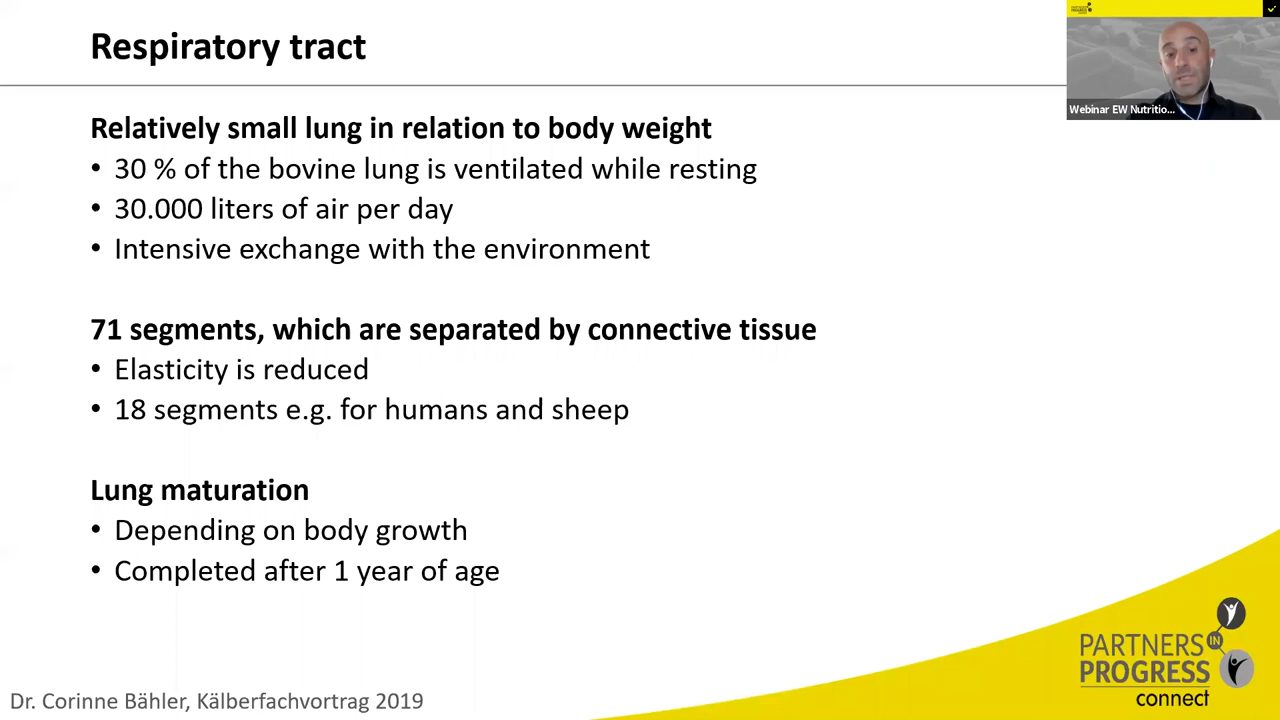 Respiratory tract
Relatively small lung in relation to body weight
• 30 % of the bovine lung is ventilated while resting
• 30.000 liters of air per day
• Intensive exchange with the environment
71 segments, which are separated by connective tissue
• Elasticity is reduced
• 18 segments e.g. for humans and sheep
Lung maturation
• Depending on body growth
• Completed after 1 year of age
Dr. Corinne Bähler, Kälberfachvortrag 2019
Webinar EW Nutritio...
PARTNERS IN
PROGRESS
connect